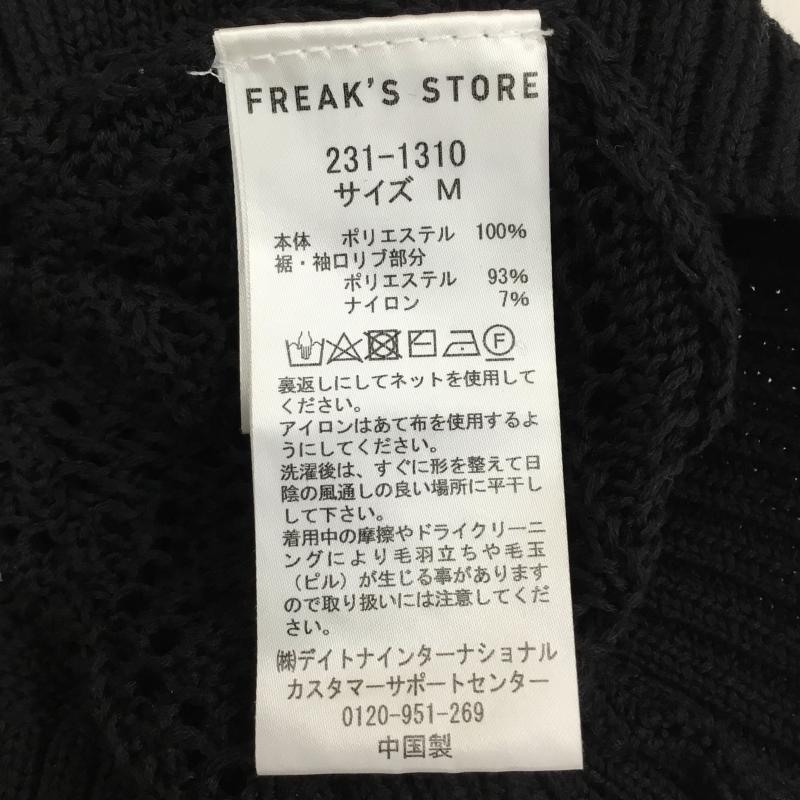 FREAK'S STORE
231-1310
サイズ M
本体 ポリエステル 100%
裾・袖口リブ部分
ポリエステル 93%
ナイロン 7%
F
裏返しにしてネットを使用して
ください。
アイロンはあて布を使用するよ
うにしてください。
洗濯後は、すぐに形を整えて日
陰の風通しの良い場所に平干し
して下さい。
着用中の摩擦やドライクリーニ
ングにより毛羽立ちや毛玉
（ピル）が生じる事があります
ので取り扱いには注意してくだ
さい。
㈱デイトナインターナショナル
カスタマーサポートセンター
0120-951-269
中国製